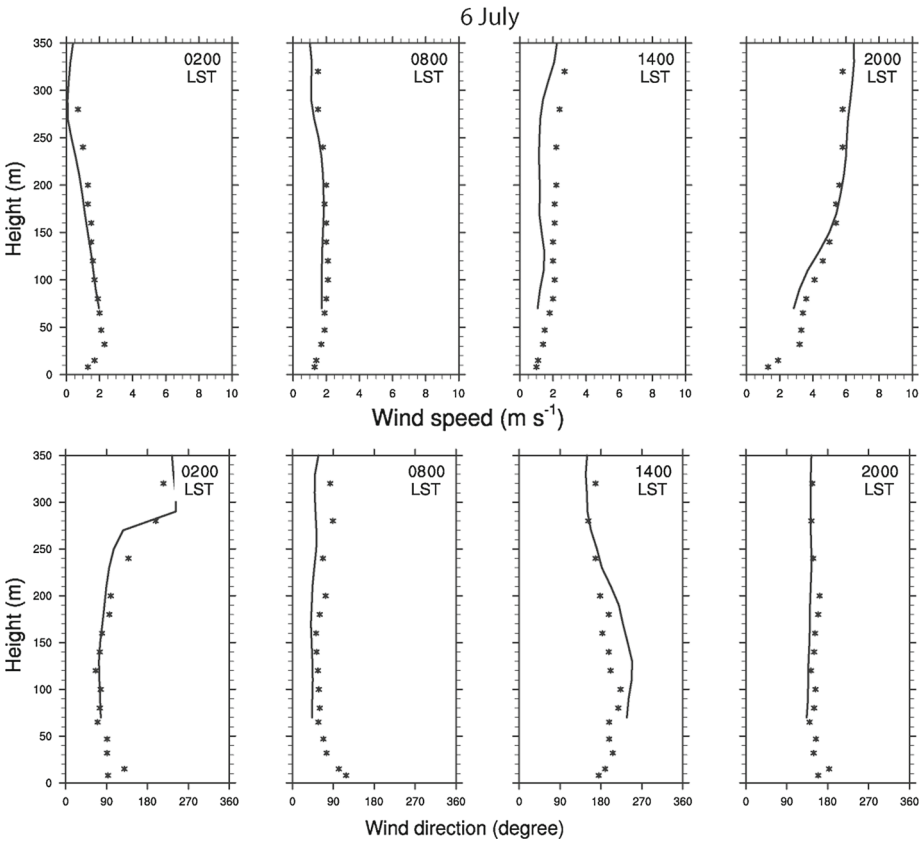 6 July
350
300
250
200
150
100
50
0
Height (m)
0200
LST
0800
LST
1400
LST
2000
LST
0 2 4 6 8 10
0 2 4 6 8 10
0 2 4 6 8 10
0 2 4 6 8 10
Wind speed (m s⁻¹)
350
300
250
200
150
100
50
0
Height (m)
0200
LST
0800
LST
1400
LST
2000
LST
0 90 180 270 360
0 90 180 270 360
0 90 180 270 360
0 90 180 270 360
Wind direction (degree)